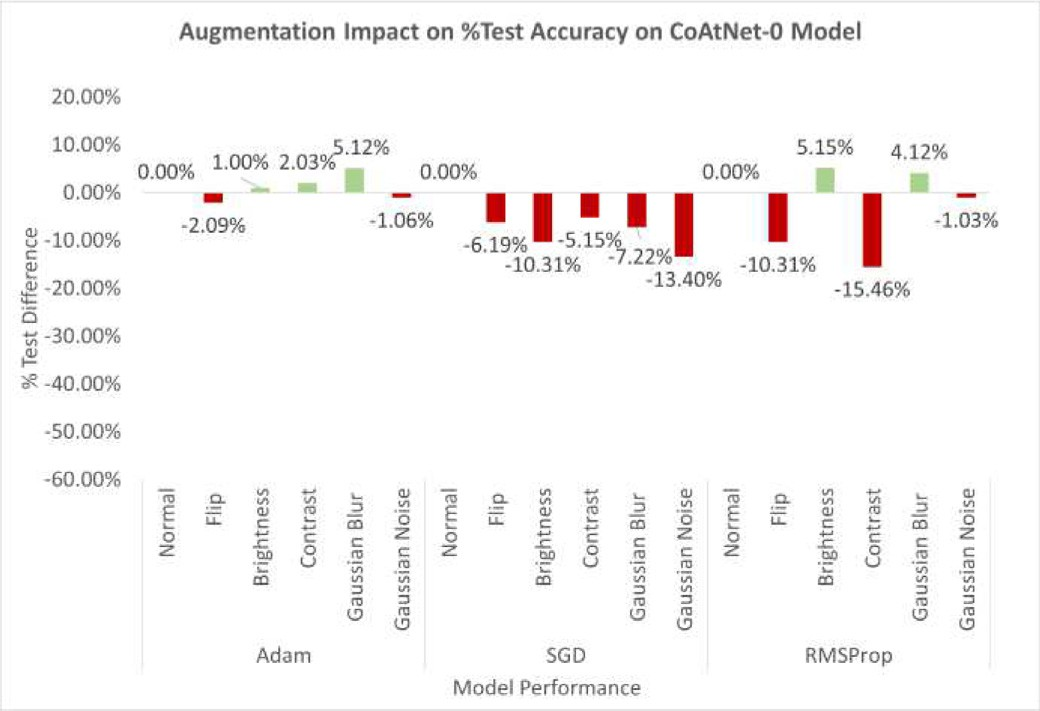 Augmentation Impact on %Test Accuracy on CoAtNet-0 Model
20.00%
10.00%
0.00%
-10.00%
-20.00%
-30.00%
-40.00%
-50.00%
-60.00%
% Test Difference
0.00%
-2.09%
1.00%
2.03%
5.12%
-1.06%
0.00%
-6.19%
-10.31%
-5.15%
-7.22%
-13.40%
0.00%
-10.31%
5.15%
-15.46%
4.12%
-1.03%
Normal
Flip
Brightness
Contrast
Gaussian Blur
Gaussian Noise
Normal
Flip
Brightness
Contrast
Gaussian Blur
Gaussian Noise
Normal
Flip
Brightness
Contrast
Gaussian Blur
Gaussian Noise
Adam
SGD
RMSProp
Model Performance